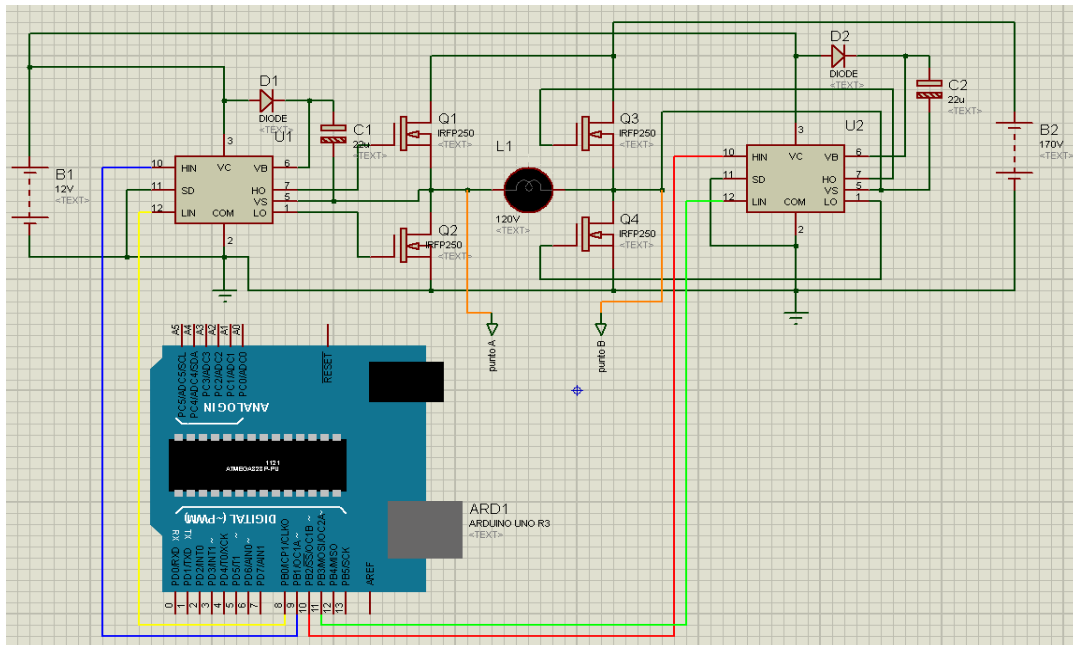 D2
DIODE
<TEXT>
C2
22u
<TEXT>
D1
DIODE
<TEXT>
C1
22u
<TEXT>
U1
Q1
IRFP250
<TEXT>
Q3
IRFP250
<TEXT>
U2
B2
170V
<TEXT>
B1
12V
<TEXT>
L1
120V
<TEXT>
3
10 HIN VC VB 6
11 SD HO 7
VS 5
12 LIN COM LO 1
2
3
10 HIN VC VB 6
11 SD HO 7
VS 5
12 LIN COM LO 1
2
Q2
IRFP250
<TEXT>
Q4
IRFP250
<TEXT>
punto A
punto B
A5
A4
A3
A2
A1
A0
PC5/ADC5/SCL
PC4/ADC4/SDA
PC3/ADC3
PC2/ADC2
PC1/ADC1
PC0/ADC0
RESET
ANALOG IN
1121
ATMEGA328P-PU
DIGITAL (~PWM)
ARD1
ARDUINO UNO R3
<TEXT>
RX
TX
~
~
~
~
~
~
PD0/RXD
PD1/TXD
PD2/INT0
PD3/INT1
PD4/T0/XCK
PD5/T1
PD6/AIN0
PD7/AIN1
PB0/ICP1/CLKO
PB1/OC1A
PB2/SS/OC1B
PB3/MOSI/OC2A
PB4/MISO
PB5/SCK
AREF
0
1
2
3
4
5
6
7
8
9
10
11
12
13